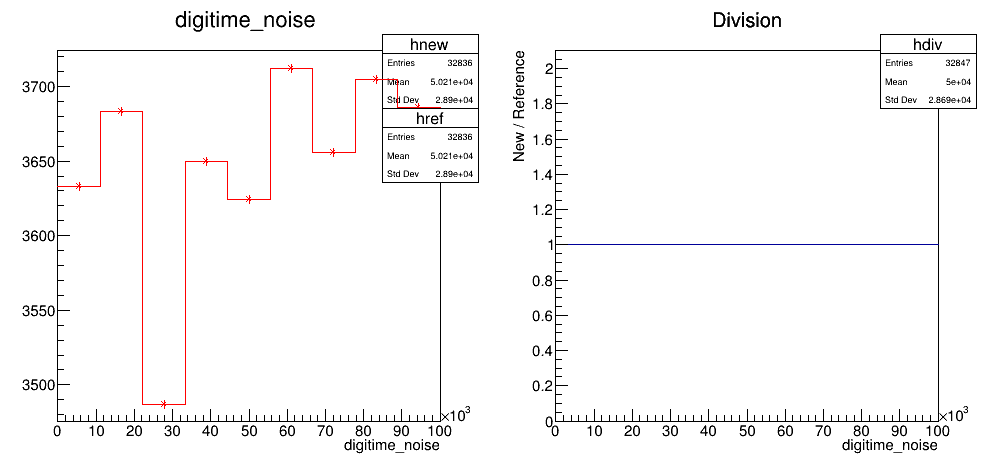 digitime_noise
hnew
Entries 32836
Mean 5.021e+04
Std Dev 2.89e+04
href
Entries 32836
Mean 5.021e+04
Std Dev 2.89e+04
3700
3650
3600
3550
3500
0 10 20 30 40 50 60 70 80 90 100
×10³
digitime_noise
Division
hdiv
Entries 32847
Mean 5e+04
Std Dev 2.869e+04
New / Reference
2
1.8
1.6
1.4
1.2
1
0.8
0.6
0.4
0.2
0
0 10 20 30 40 50 60 70 80 90 100
×10³
digitime_noise